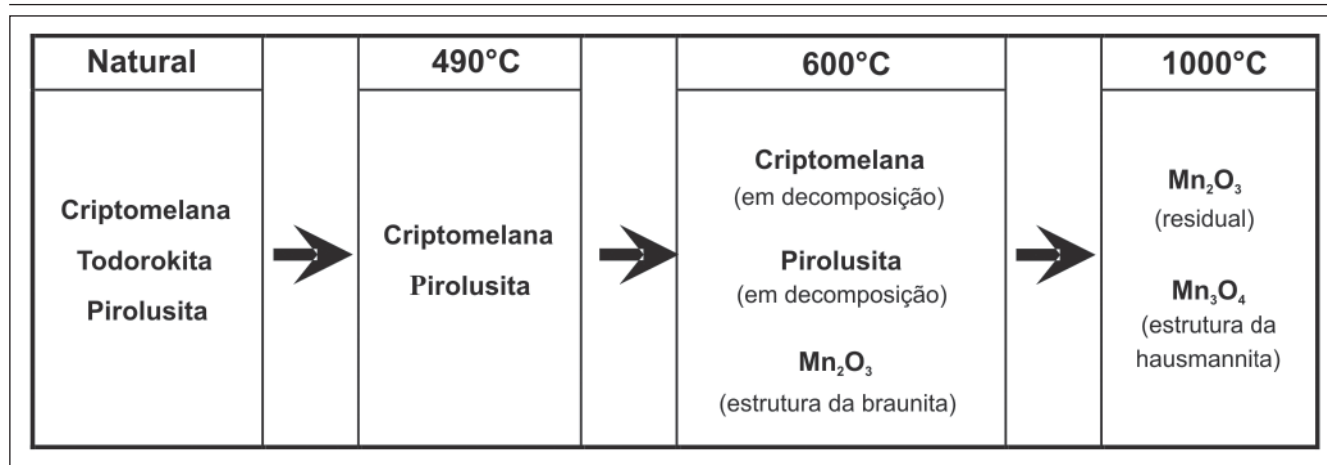 Natural
490°C
600°C
1000°C
Criptomelana
Todorokita
Pirolusita
Criptomelana
Pirolusita
Criptomelana
(em decomposição)
Pirolusita
(em decomposição)
Mn₂O₃
(estrutura da braunita)
Mn₂O₃
(residual)
Mn₃O₄
(estrutura da
hausmannita)